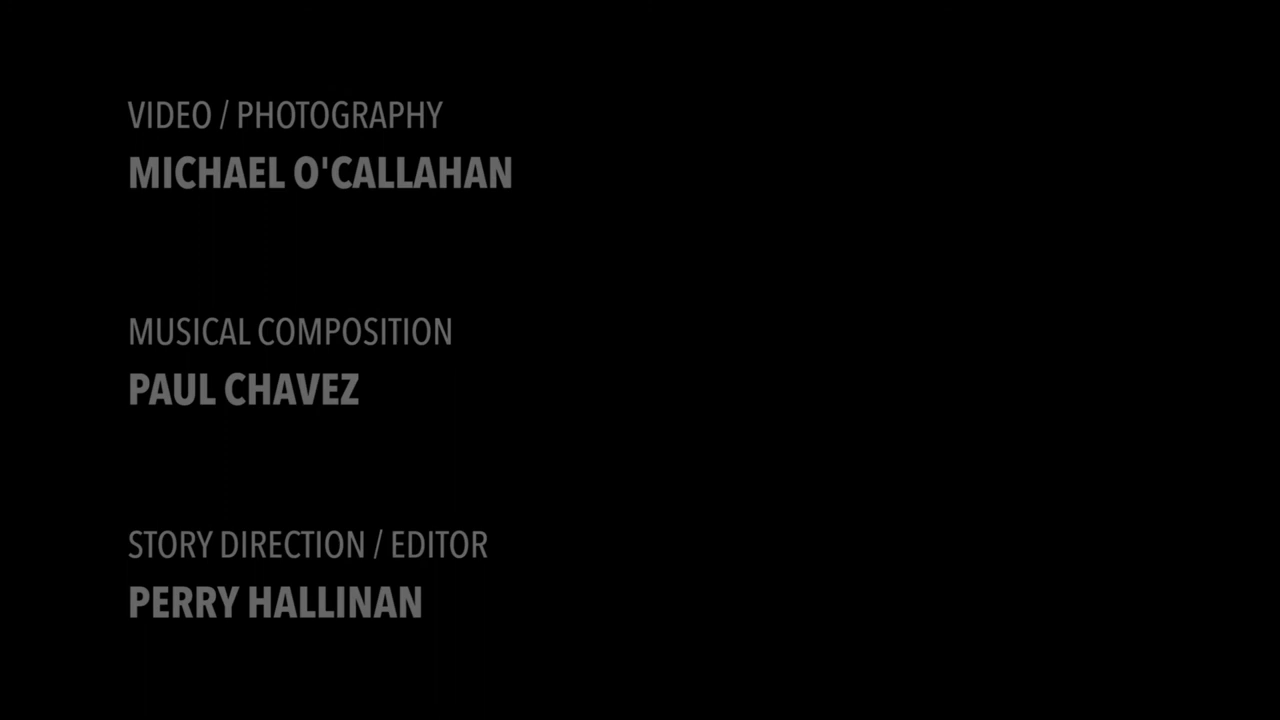 VIDEO / PHOTOGRAPHY
MICHAEL O'CALLAHAN
MUSICAL COMPOSITION
PAUL CHAVEZ
STORY DIRECTION / EDITOR
PERRY HALLINAN